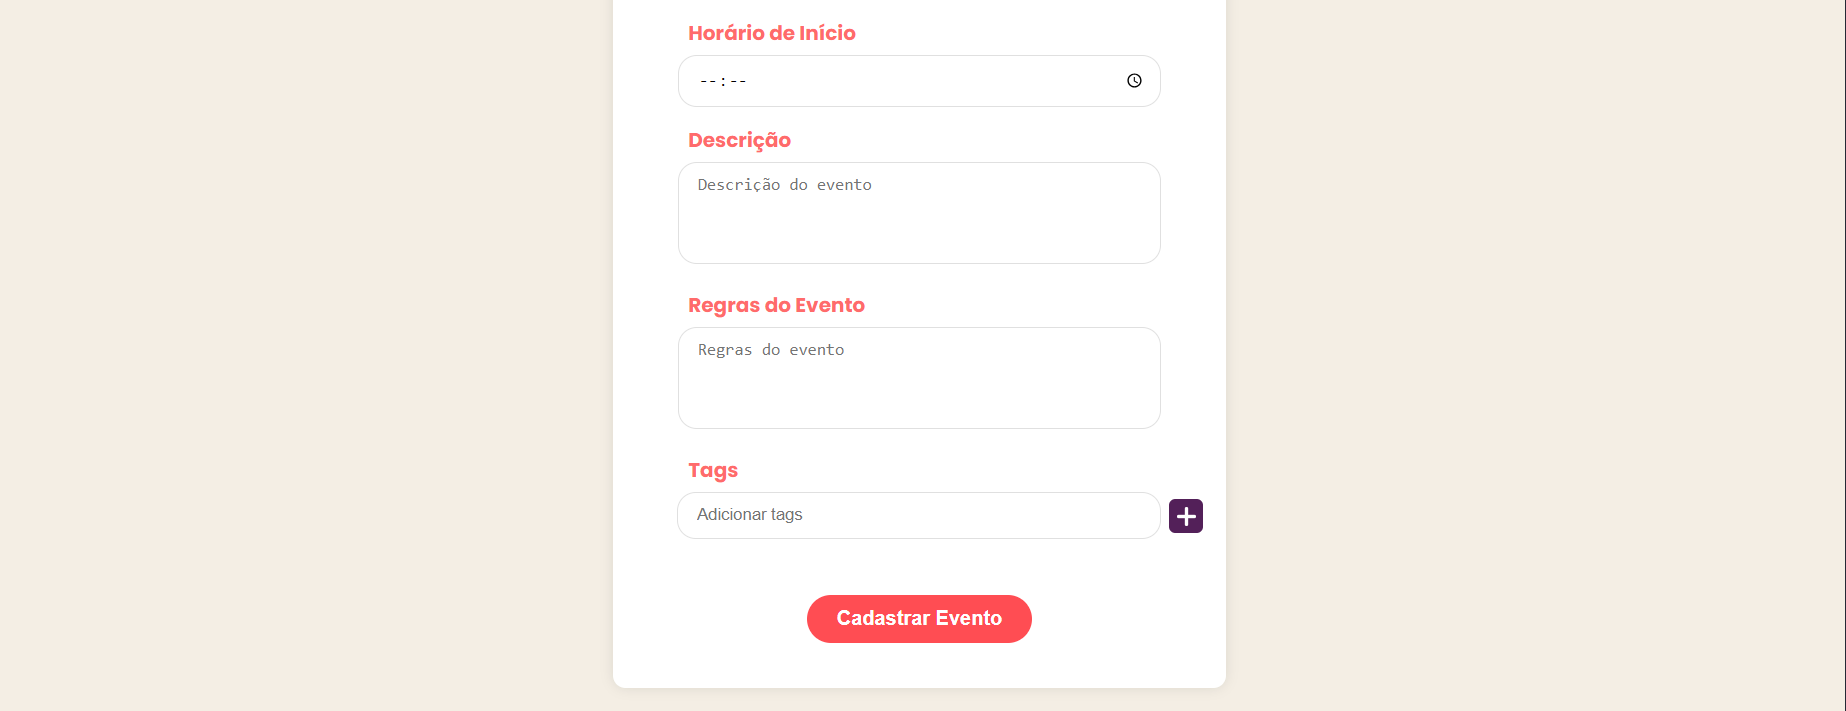 Horário de Início
--:--
Descrição
Descrição do evento
Regras do Evento
Regras do evento
Tags
Adicionar tags
Cadastrar Evento